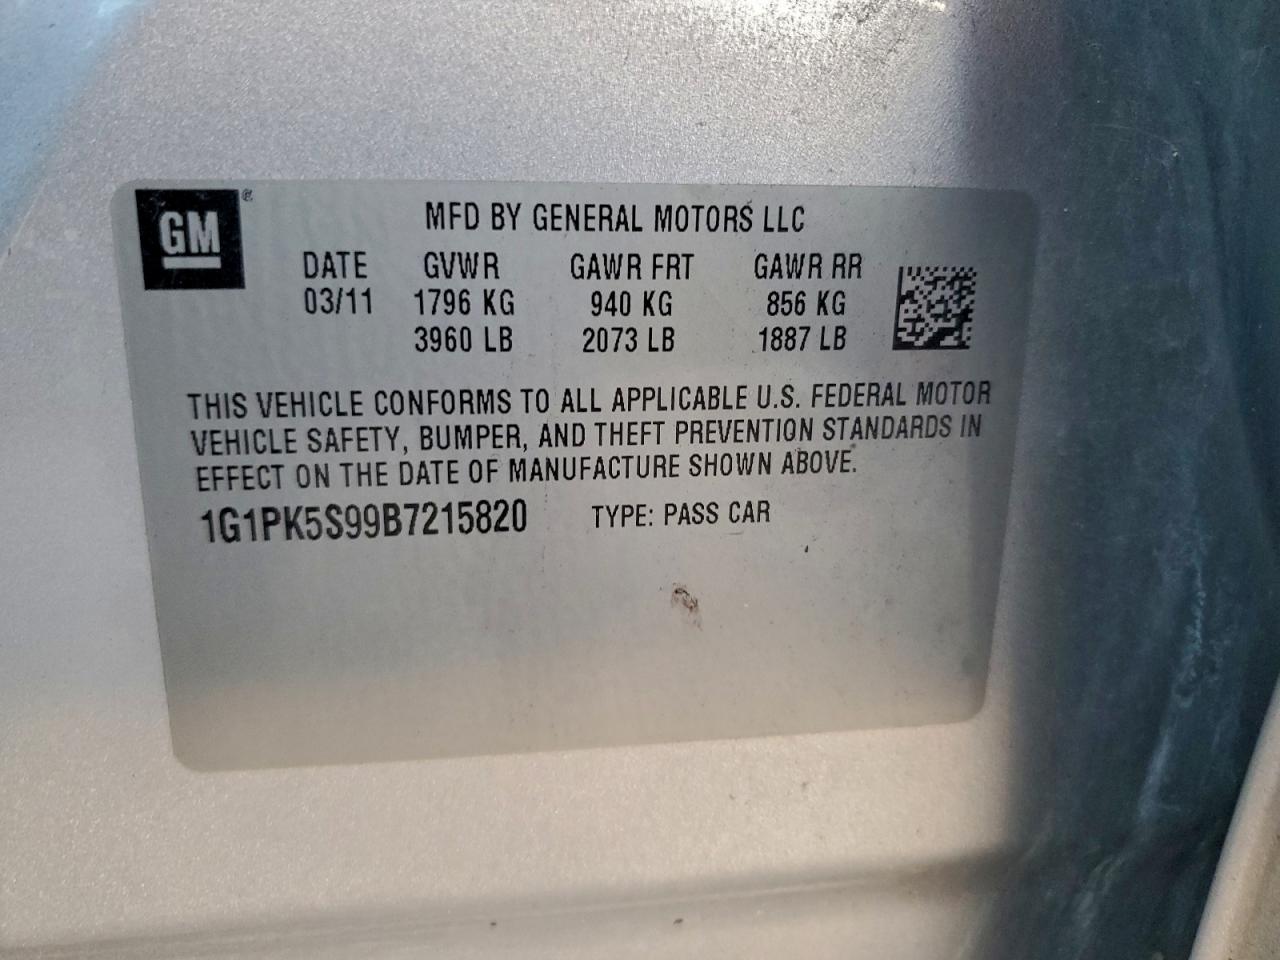 GM ®
MFD BY GENERAL MOTORS LLC
DATE GVWR GAWR FRT GAWR RR
03/11 1796 KG 940 KG 856 KG
3960 LB 2073 LB 1887 LB
THIS VEHICLE CONFORMS TO ALL APPLICABLE U.S. FEDERAL MOTOR
VEHICLE SAFETY, BUMPER, AND THEFT PREVENTION STANDARDS IN
EFFECT ON THE DATE OF MANUFACTURE SHOWN ABOVE.
1G1PK5S99B7215820 TYPE: PASS CAR